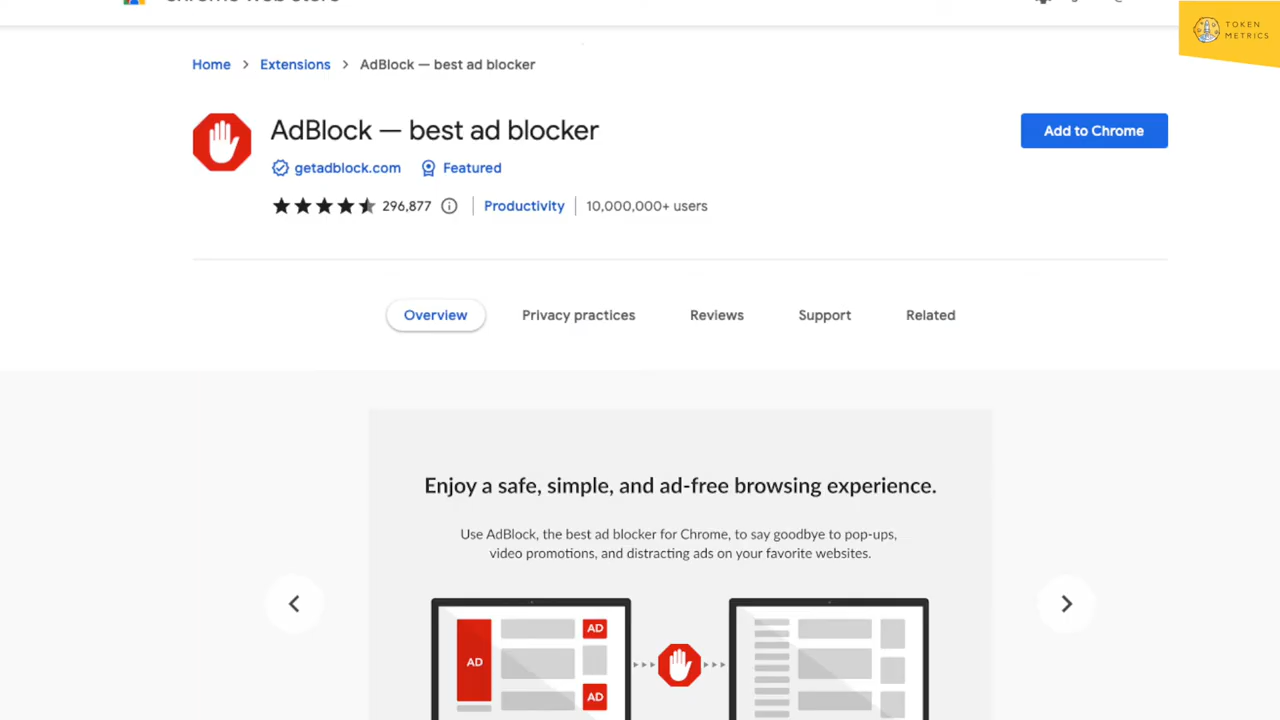 chrome web store
TOKEN
METRICS
Home > Extensions > AdBlock — best ad blocker
AdBlock — best ad blocker
Add to Chrome
getadblock.com Featured
296,877 Productivity 10,000,000+ users
Overview Privacy practices Reviews Support Related
Enjoy a safe, simple, and ad-free browsing experience.
Use AdBlock, the best ad blocker for Chrome, to say goodbye to pop-ups,
video promotions, and distracting ads on your favorite websites.
AD
AD
AD